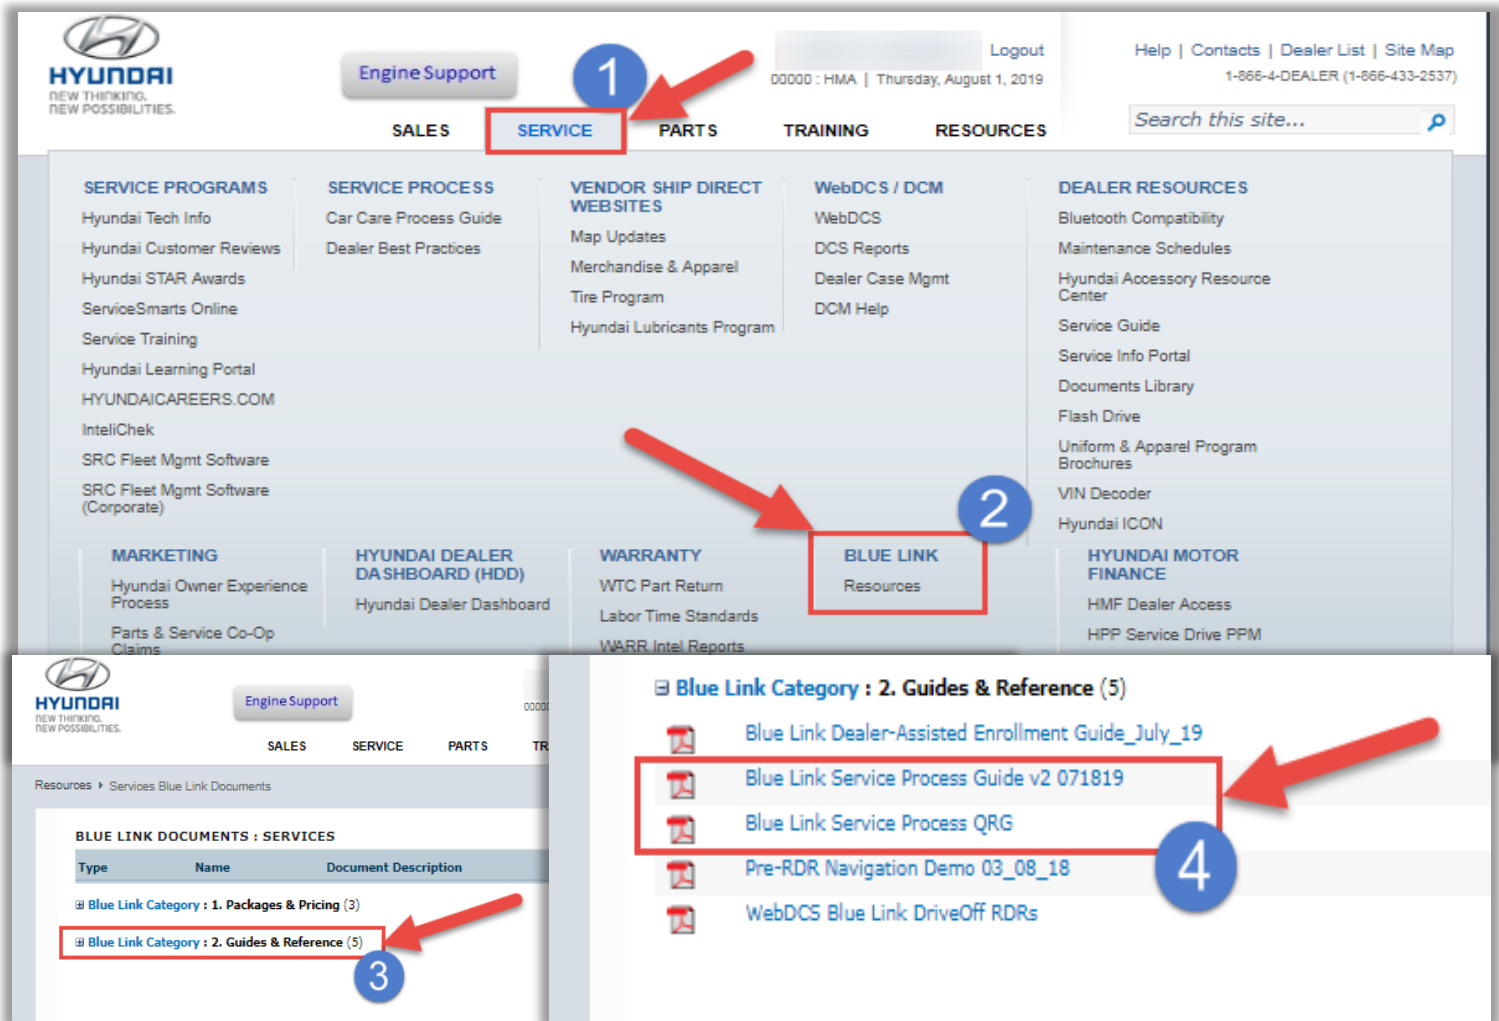 HYUNDAI
NEW THINKING.
NEW POSSIBILITIES.
Engine Support
1
Logout
00000 : HMA | Thursday, August 1, 2019
Help | Contacts | Dealer List | Site Map
1-866-4-DEALER (1-866-433-2537)
Search this site...
SALES SERVICE PARTS TRAINING RESOURCES
SERVICE PROGRAMS
Hyundai Tech Info
Hyundai Customer Reviews
Hyundai STAR Awards
ServiceSmarts Online
Service Training
Hyundai Learning Portal
HYUNDAICAREERS.COM
InteliChek
SRC Fleet Mgmt Software
SRC Fleet Mgmt Software
(Corporate)
SERVICE PROCESS
Car Care Process Guide
Dealer Best Practices
VENDOR SHIP DIRECT
WEBSITES
Map Updates
Merchandise & Apparel
Tire Program
Hyundai Lubricants Program
WebDCS / DCM
WebDCS
DCS Reports
Dealer Case Mgmt
DCM Help
DEALER RESOURCES
Bluetooth Compatibility
Maintenance Schedules
Hyundai Accessory Resource
Center
Service Guide
Service Info Portal
Documents Library
Flash Drive
Uniform & Apparel Program
Brochures
VIN Decoder
Hyundai ICON
2
MARKETING
Hyundai Owner Experience
Process
Parts & Service Co-Op
Claims
HYUNDAI DEALER
DASHBOARD (HDD)
Hyundai Dealer Dashboard
WARRANTY
WTC Part Return
Labor Time Standards
WARR Intel Reports
BLUE LINK
Resources
HYUNDAI MOTOR
FINANCE
HMF Dealer Access
HPP Service Drive PPM
HYUNDAI
NEW THINKING.
NEW POSSIBILITIES.
Engine Support
00000
SALES SERVICE PARTS TR
Resources Services Blue Link Documents
BLUE LINK DOCUMENTS : SERVICES
Type Name Document Description
Blue Link Category : 1. Packages & Pricing (3)
Blue Link Category : 2. Guides & Reference (5)
3
Blue Link Category : 2. Guides & Reference (5)
Blue Link Dealer-Assisted Enrollment Guide_July_19
Blue Link Service Process Guide v2 071819
Blue Link Service Process QRG
Pre-RDR Navigation Demo 03_08_18
WebDCS Blue Link DriveOff RDRs
4